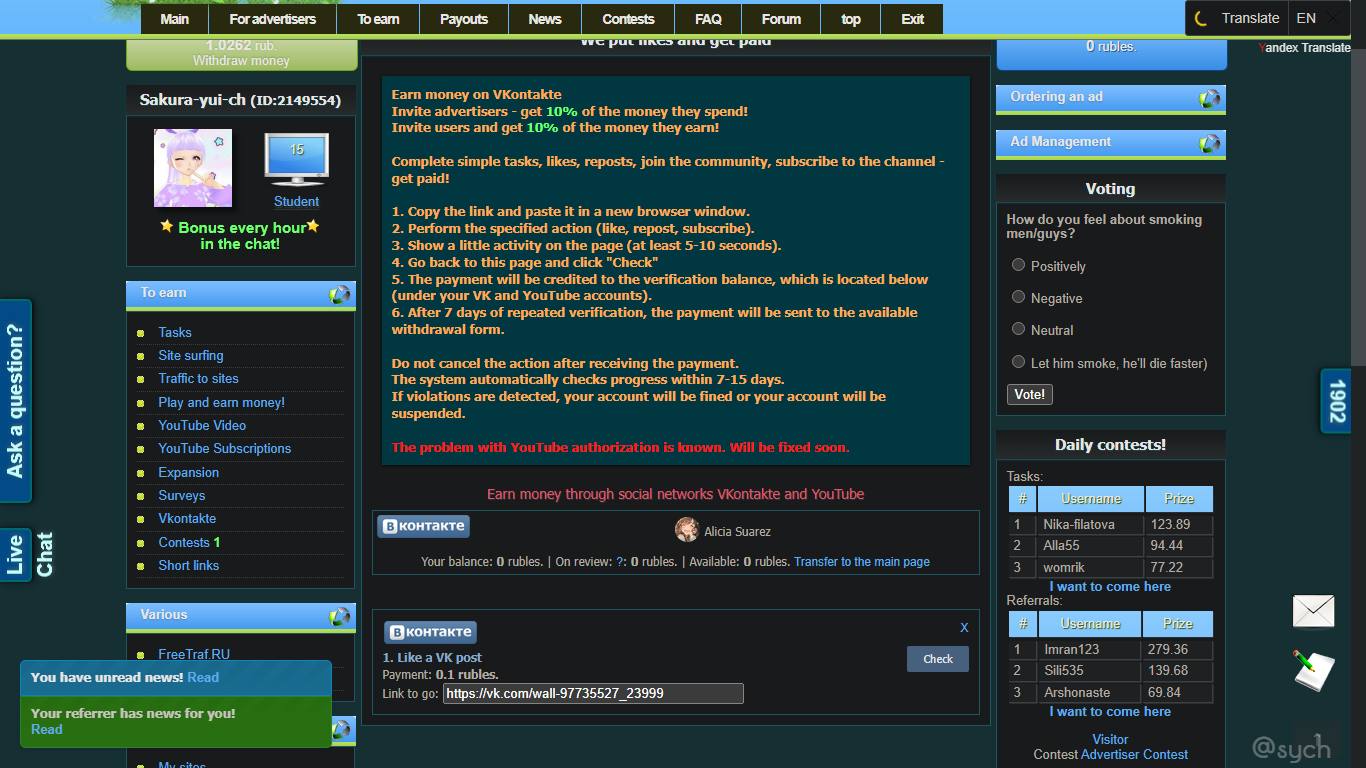 Main
For advertisers
To earn
Payouts
News
Contests
FAQ
Forum
top
Exit
Translate
EN
Yandex Translate
1.0262 rub.
Withdraw money
Sakura-yui-ch (ID:2149554)
15
Student
Bonus every hour
in the chat!
To earn
Tasks
Site surfing
Traffic to sites
Play and earn money!
YouTube Video
YouTube Subscriptions
Expansion
Surveys
Vkontakte
Contests 1
Short links
Various
FreeTraf.RU
My sites
Ask a question?
Live
Chat
You have unread news! Read
Your referrer has news for you!
Read
We put likes and get paid
Earn money on VKontakte
Invite advertisers - get 10% of the money they spend!
Invite users and get 10% of the money they earn!
Complete simple tasks, likes, reposts, join the community, subscribe to the channel -
get paid!
1. Copy the link and paste it in a new browser window.
2. Perform the specified action (like, repost, subscribe).
3. Show a little activity on the page (at least 5-10 seconds).
4. Go back to this page and click "Check"
5. The payment will be credited to the verification balance, which is located below
(under your VK and YouTube accounts).
6. After 7 days of repeated verification, the payment will be sent to the available
withdrawal form.
Do not cancel the action after receiving the payment.
The system automatically checks progress within 7-15 days.
If violations are detected, your account will be fined or your account will be
suspended.
The problem with YouTube authorization is known. Will be fixed soon.
Earn money through social networks VKontakte and YouTube
В контакте
Alicia Suarez
Your balance: 0 rubles. | On review: ?: 0 rubles. | Available: 0 rubles. Transfer to the main page
В контакте
X
1. Like a VK post
Payment: 0.1 rubles.
Link to go: https://vk.com/wall-97735527_23999
Check
0 rubles.
Ordering an ad
Ad Management
Voting
How do you feel about smoking
men/guys?
Positively
Negative
Neutral
Let him smoke, he'll die faster)
Vote!
1902
Daily contests!
Tasks:
# Username Prize
1 Nika-filatova 123.89
2 Alla55 94.44
3 womrik 77.22
I want to come here
Referrals:
# Username Prize
1 Imran123 279.36
2 Sili535 139.68
3 Arshonaste 69.84
I want to come here
Visitor
Contest Advertiser Contest
@sych